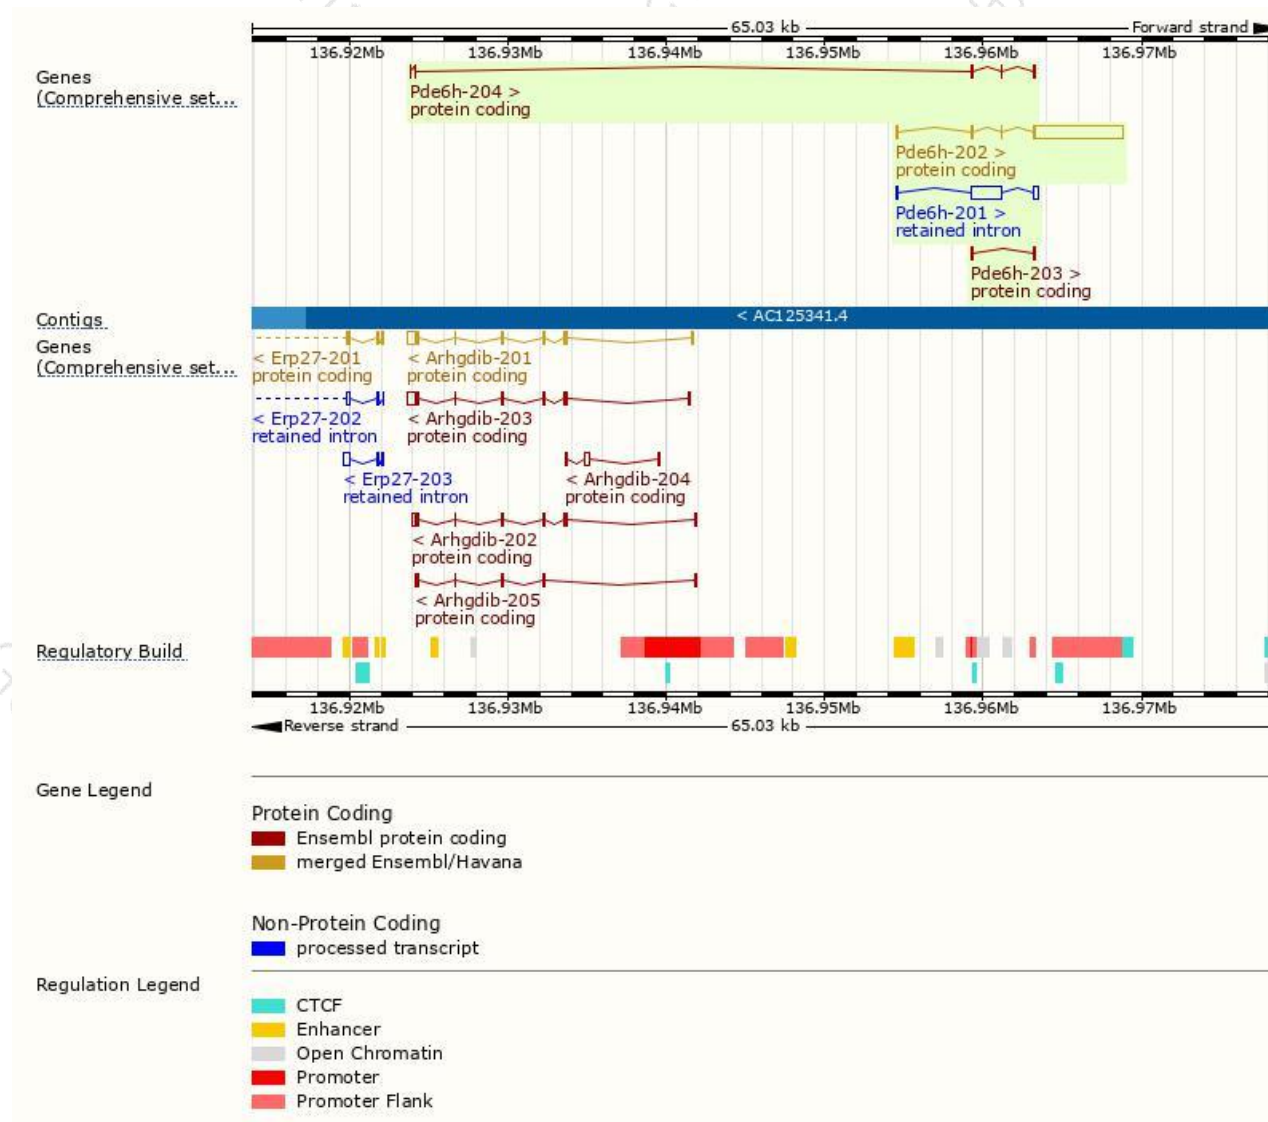 65.03 kb Forward strand
136.92Mb 136.93Mb 136.94Mb 136.95Mb 136.96Mb 136.97Mb
Genes
(Comprehensive set...
Pde6h-204 >
protein coding
Pde6h-202 >
protein coding
Pde6h-201 >
retained intron
Pde6h-203 >
protein coding
Contigs
< AC125341.4
Genes
(Comprehensive set...
< Erp27-201 < Arhgdib-201
protein coding protein coding
< Erp27-202 < Arhgdib-203
retained intron protein coding
< Erp27-203 < Arhgdib-204
retained intron protein coding
< Arhgdib-202
protein coding
< Arhgdib-205
protein coding
Regulatory Build
136.92Mb 136.93Mb 136.94Mb 136.95Mb 136.96Mb 136.97Mb
Reverse strand 65.03 kb
Gene Legend
Protein Coding
Ensembl protein coding
merged Ensembl/Havana
Non-Protein Coding
processed transcript
Regulation Legend
CTCF
Enhancer
Open Chromatin
Promoter
Promoter Flank